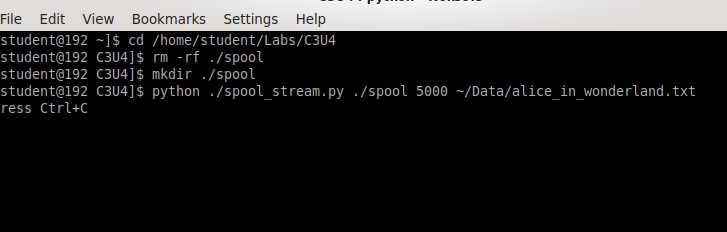 File Edit View Bookmarks Settings Help
student@192 ~]$ cd /home/student/Labs/C3U4
student@192 C3U4]$ rm -rf ./spool
student@192 C3U4]$ mkdir ./spool
student@192 C3U4]$ python ./spool_stream.py ./spool 5000 ~/Data/alice_in_wonderland.txt
ress Ctrl+C